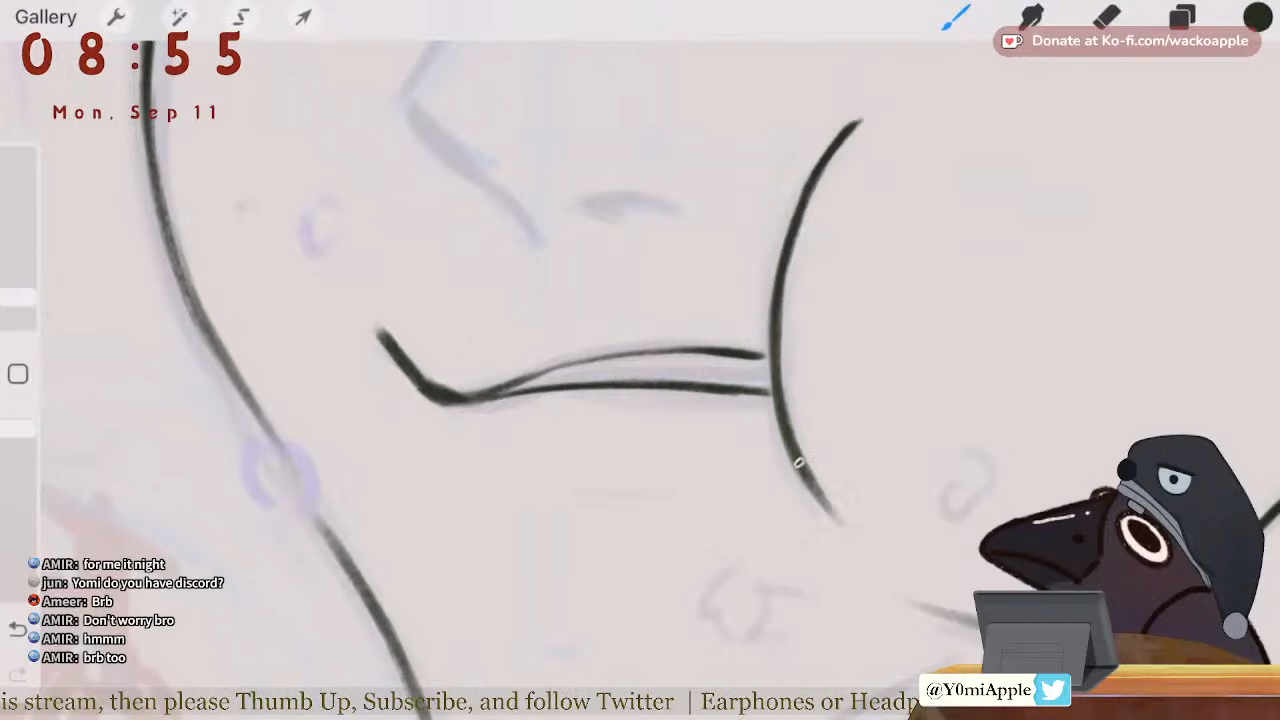 Gallery
08:55
Mon, Sep 11
Donate at Ko-fi.com/wackoapple
AMIR: for me it night
jun: Yomi do you have discord?
Ameer: Brb
AMIR: Don't worry bro
AMIR: hmmm
AMIR: brb too
@Y0miApple
is stream, then please Thumb Up, Subscribe, and follow Twitter | Earphones or Headp